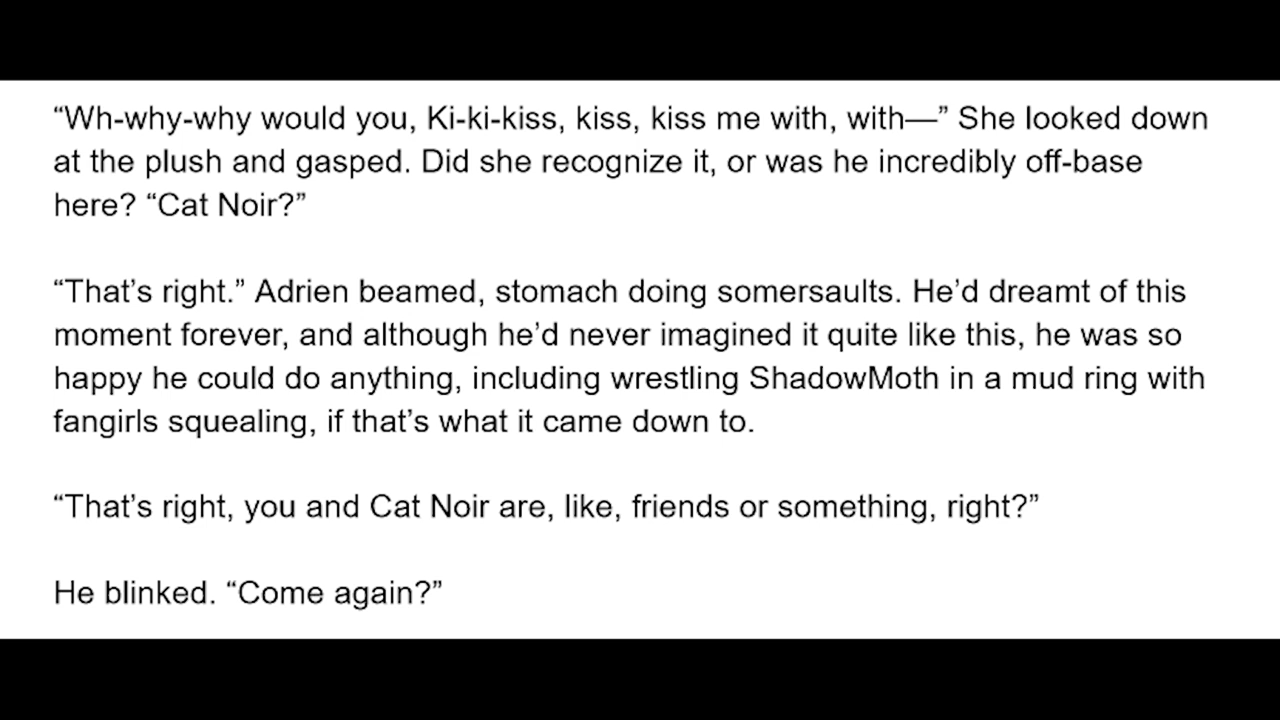 “Wh-why-why would you, Ki-ki-kiss, kiss, kiss me with, with—” She looked down
at the plush and gasped. Did she recognize it, or was he incredibly off-base
here? “Cat Noir?”
“That’s right.” Adrien beamed, stomach doing somersaults. He’d dreamt of this
moment forever, and although he’d never imagined it quite like this, he was so
happy he could do anything, including wrestling ShadowMoth in a mud ring with
fangirls squealing, if that’s what it came down to.
“That’s right, you and Cat Noir are, like, friends or something, right?”
He blinked. “Come again?”